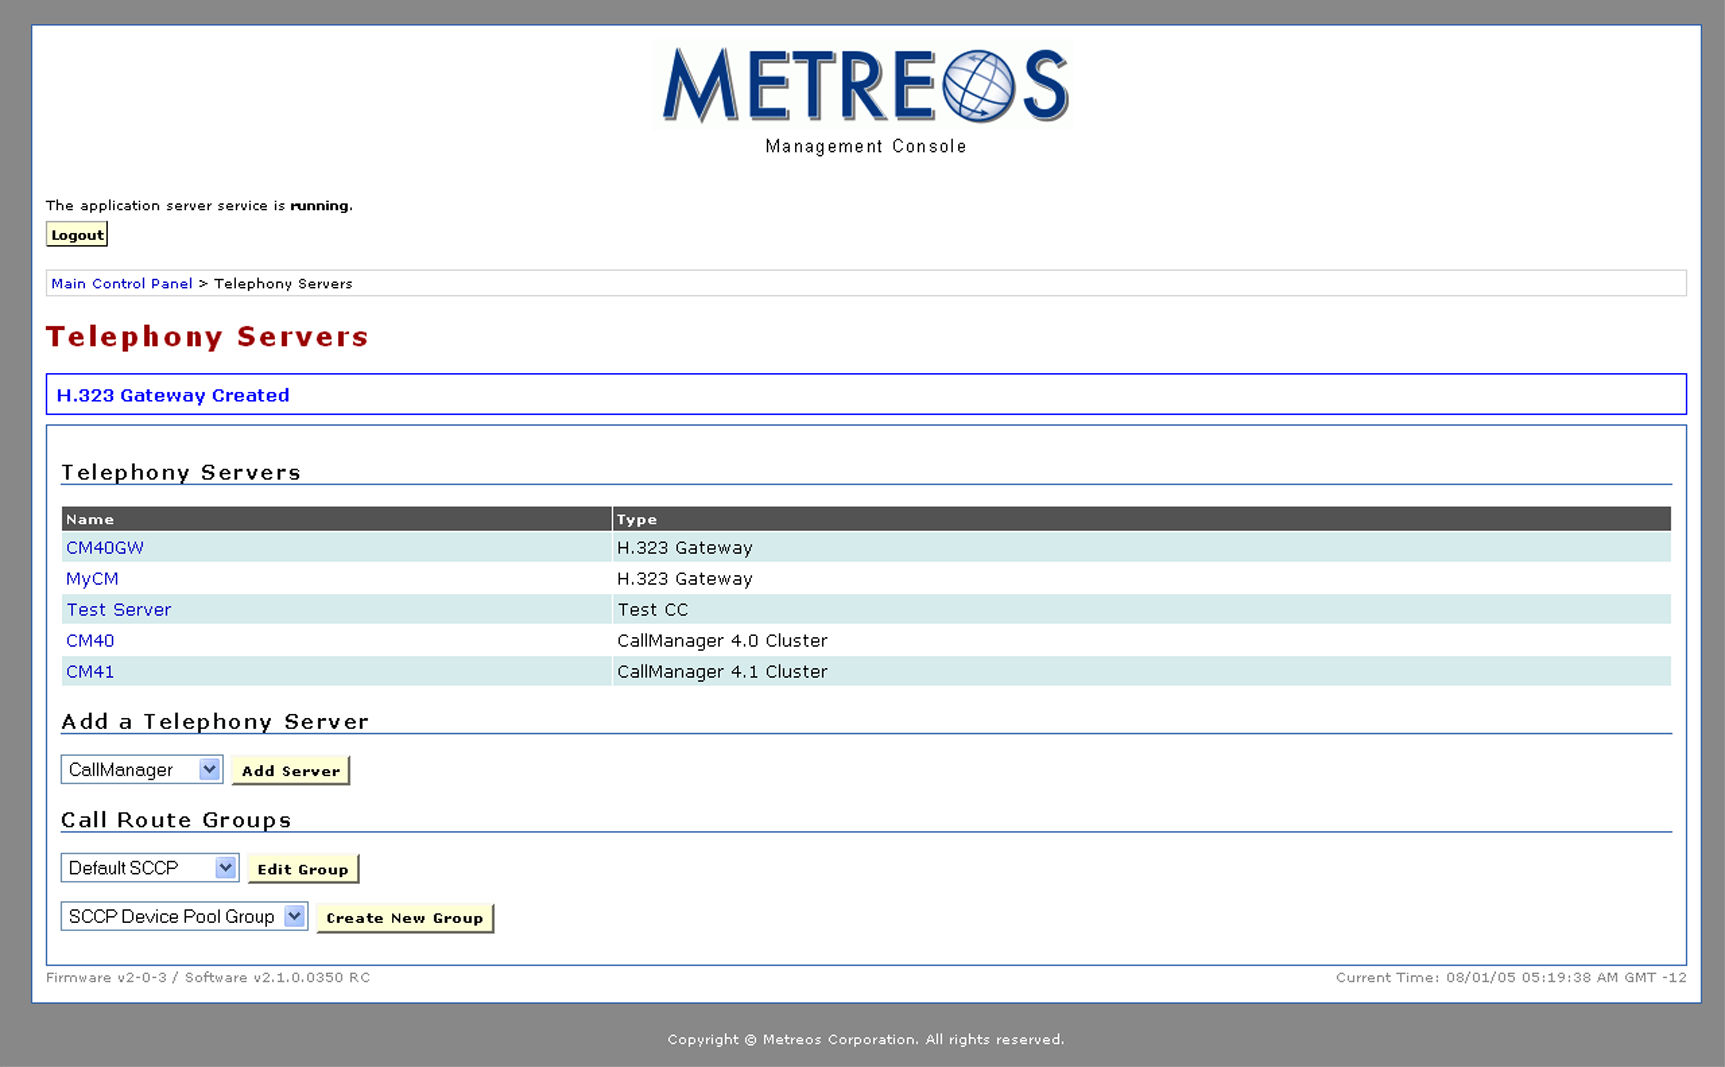 METREOS
Management Console
The application server service is running.
Logout
Main Control Panel > Telephony Servers
Telephony Servers
H.323 Gateway Created
Telephony Servers
Name Type
CM40GW H.323 Gateway
MyCM H.323 Gateway
Test Server Test CC
CM40 CallManager 4.0 Cluster
CM41 CallManager 4.1 Cluster
Add a Telephony Server
CallManager Add Server
Call Route Groups
Default SCCP Edit Group
SCCP Device Pool Group Create New Group
Firmware v2-0-3 / Software v2.1.0.0350 RC Current Time: 08/01/05 05:19:38 AM GMT -12
Copyright © Metreos Corporation. All rights reserved.